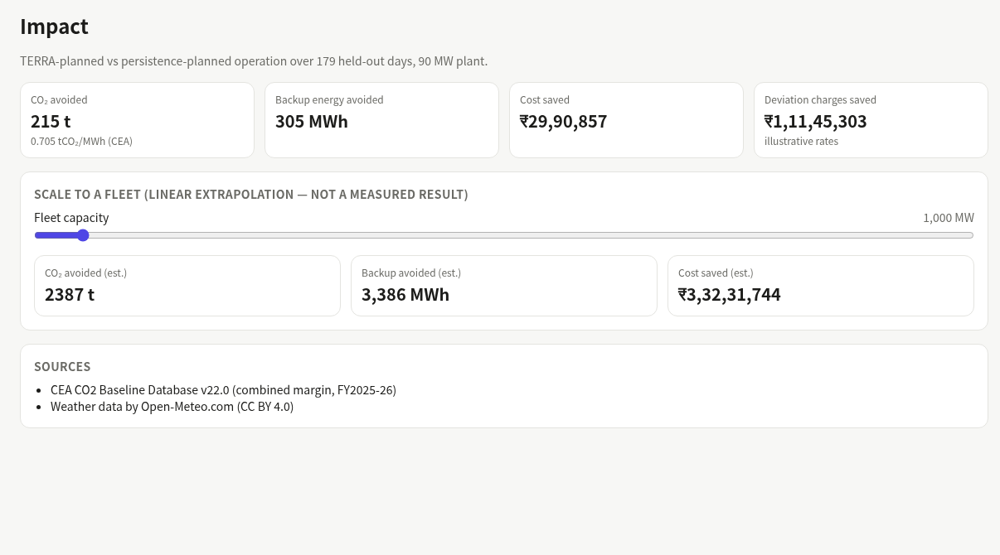 Impact
TERRA-planned vs persistence-planned operation over 179 held-out days, 90 MW plant.
CO₂ avoided
215 t
0.705 tCO₂/MWh (CEA)
Backup energy avoided
305 MWh
Cost saved
₹29,90,857
Deviation charges saved
₹1,11,45,303
illustrative rates
SCALE TO A FLEET (LINEAR EXTRAPOLATION — NOT A MEASURED RESULT)
Fleet capacity 1,000 MW
CO₂ avoided (est.)
2387 t
Backup avoided (est.)
3,386 MWh
Cost saved (est.)
₹3,32,31,744
SOURCES
• CEA CO2 Baseline Database v22.0 (combined margin, FY2025-26)
• Weather data by Open-Meteo.com (CC BY 4.0)